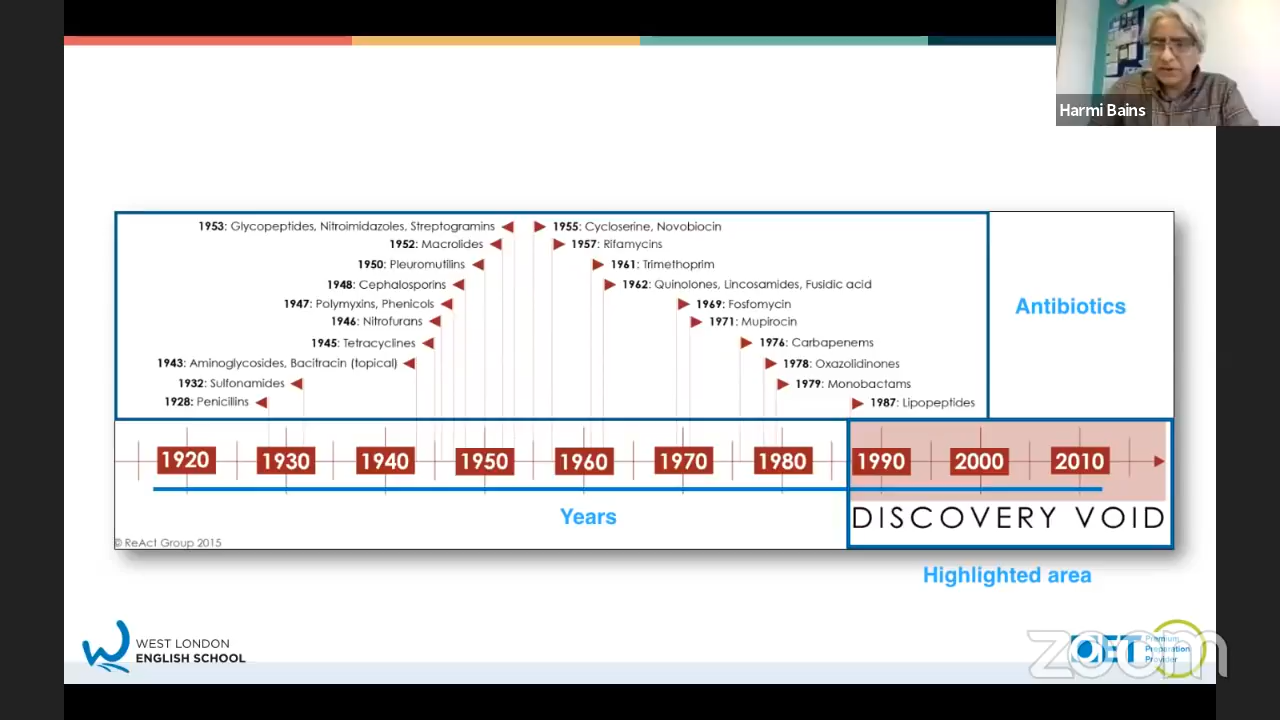 Harmi Bains
1953: Glycopeptides, Nitroimidazoles, Streptogramins
1952: Macrolides
1950: Pleuromutilins
1948: Cephalosporins
1947: Polymyxins, Phenicols
1946: Nitrofurans
1945: Tetracyclines
1943: Aminoglycosides, Bacitracin (topical)
1932: Sulfonamides
1928: Penicillins
1955: Cycloserine, Novobiocin
1957: Rifamycins
1961: Trimethoprim
1962: Quinolones, Lincosamides, Fusidic acid
1969: Fosfomycin
1971: Mupirocin
1976: Carbapenems
1978: Oxazolidinones
1979: Monobactams
1987: Lipopeptides
Antibiotics
1920 1930 1940 1950 1960 1970 1980 1990 2000 2010
Years
DISCOVERY VOID
© ReAct Group 2015
Highlighted area
WEST LONDON
ENGLISH SCHOOL
OET
Premium
Preparation
Provider
zoom